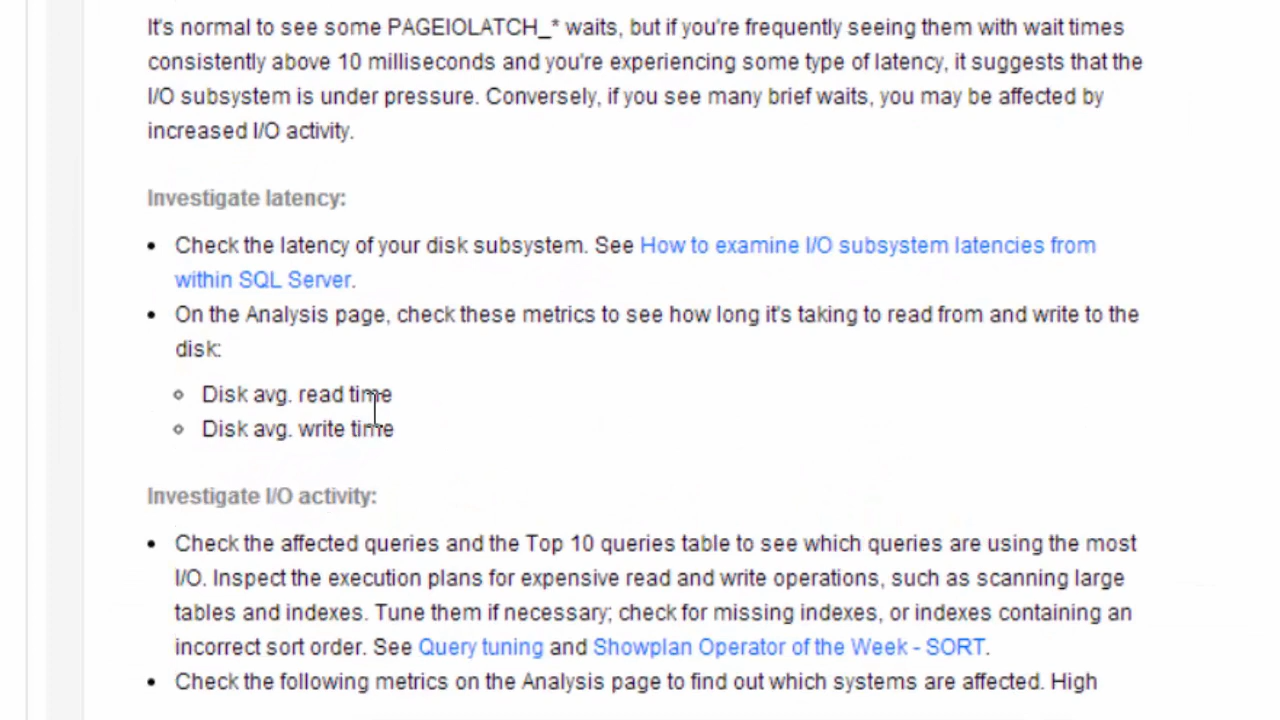 It's normal to see some PAGEIOLATCH_* waits, but if you're frequently seeing them with wait times
consistently above 10 milliseconds and you're experiencing some type of latency, it suggests that the
I/O subsystem is under pressure. Conversely, if you see many brief waits, you may be affected by
increased I/O activity.
Investigate latency:
• Check the latency of your disk subsystem. See How to examine I/O subsystem latencies from
within SQL Server.
• On the Analysis page, check these metrics to see how long it's taking to read from and write to the
disk:
◦ Disk avg. read time
◦ Disk avg. write time
Investigate I/O activity:
• Check the affected queries and the Top 10 queries table to see which queries are using the most
I/O. Inspect the execution plans for expensive read and write operations, such as scanning large
tables and indexes. Tune them if necessary; check for missing indexes, or indexes containing an
incorrect sort order. See Query tuning and Showplan Operator of the Week - SORT.
• Check the following metrics on the Analysis page to find out which systems are affected. High